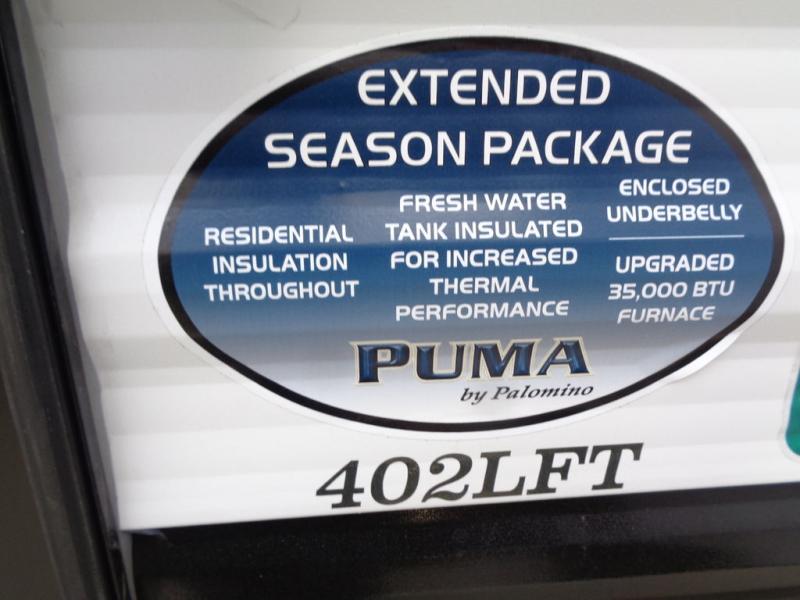 EXTENDED
SEASON PACKAGE
RESIDENTIAL
INSULATION
THROUGHOUT
FRESH WATER
TANK INSULATED
FOR INCREASED
THERMAL
PERFORMANCE
ENCLOSED
UNDERBELLY
UPGRADED
35,000 BTU
FURNACE
PUMA
by Palomino
402LFT